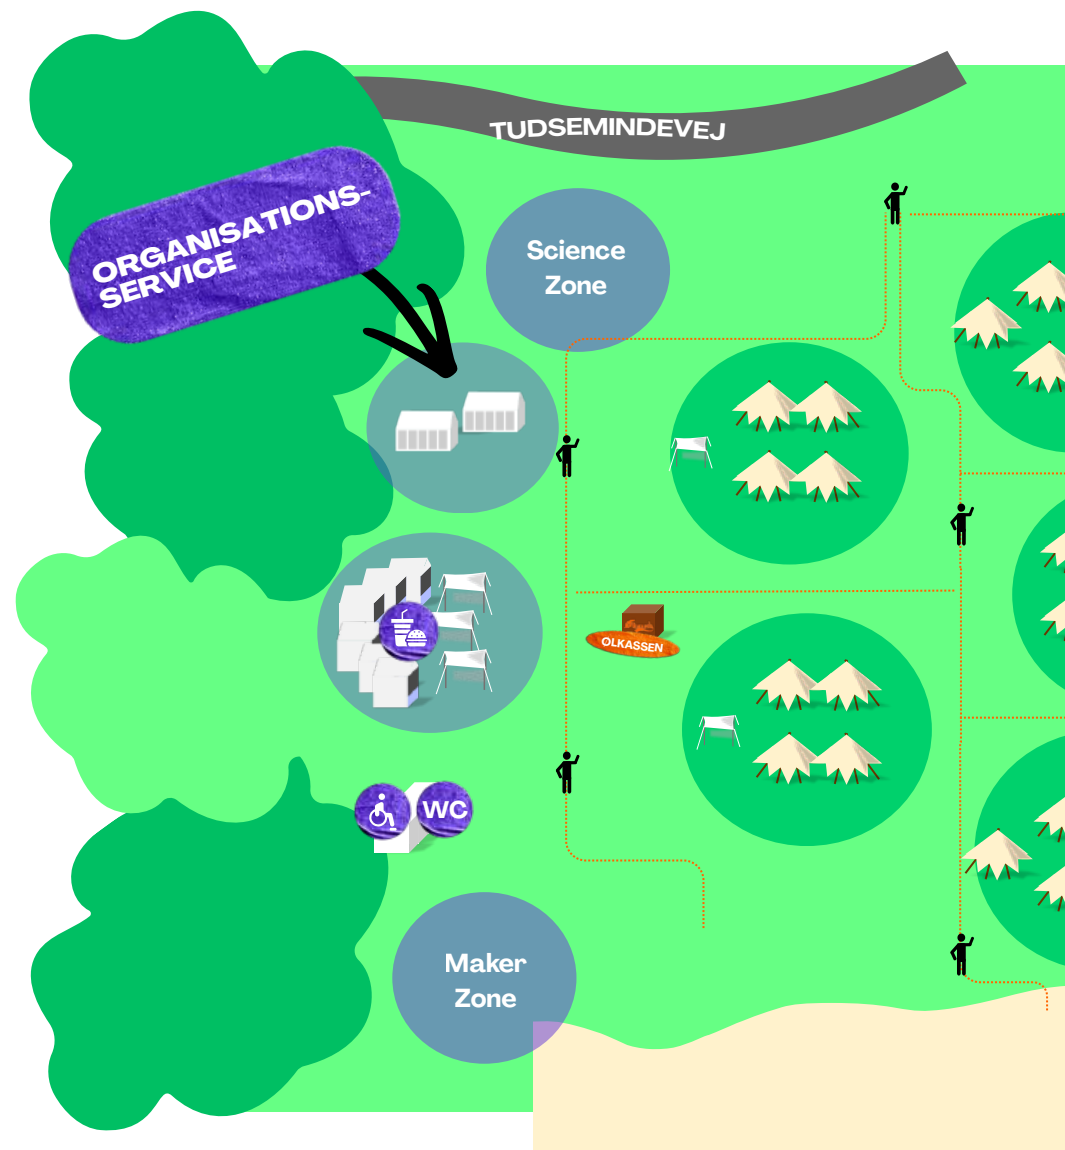 TUDSEMINDEVEJ
ORGANISATIONS-
SERVICE
Science
Zone
ØLKASSEN
WC
Maker
Zone